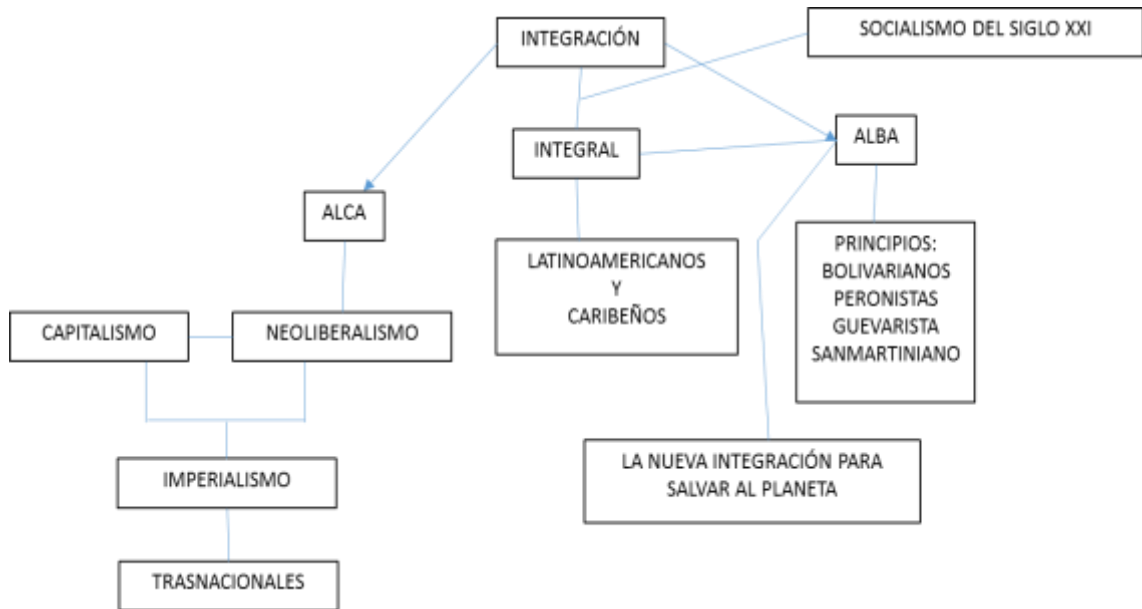 INTEGRACIÓN
SOCIALISMO DEL SIGLO XXI
INTEGRAL
ALBA
ALCA
LATINOAMERICANOS
Y
CARIBEÑOS
PRINCIPIOS:
BOLIVARIANOS
PERONISTAS
GUEVARISTA
SANMARTINIANO
CAPITALISMO
NEOLIBERALISMO
LA NUEVA INTEGRACIÓN PARA
SALVAR AL PLANETA
IMPERIALISMO
TRASNACIONALES